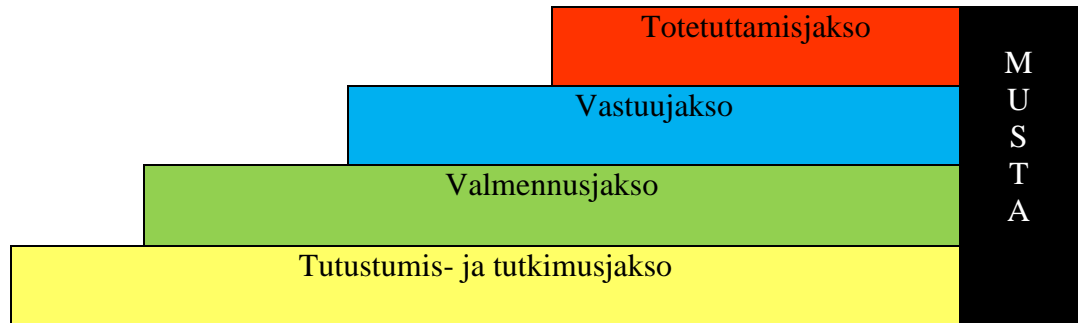 Totetuttamisjakso
Vastuujakso
Valmennusjakso
Tutustumis- ja tutkimusjakso
M
U
S
T
A